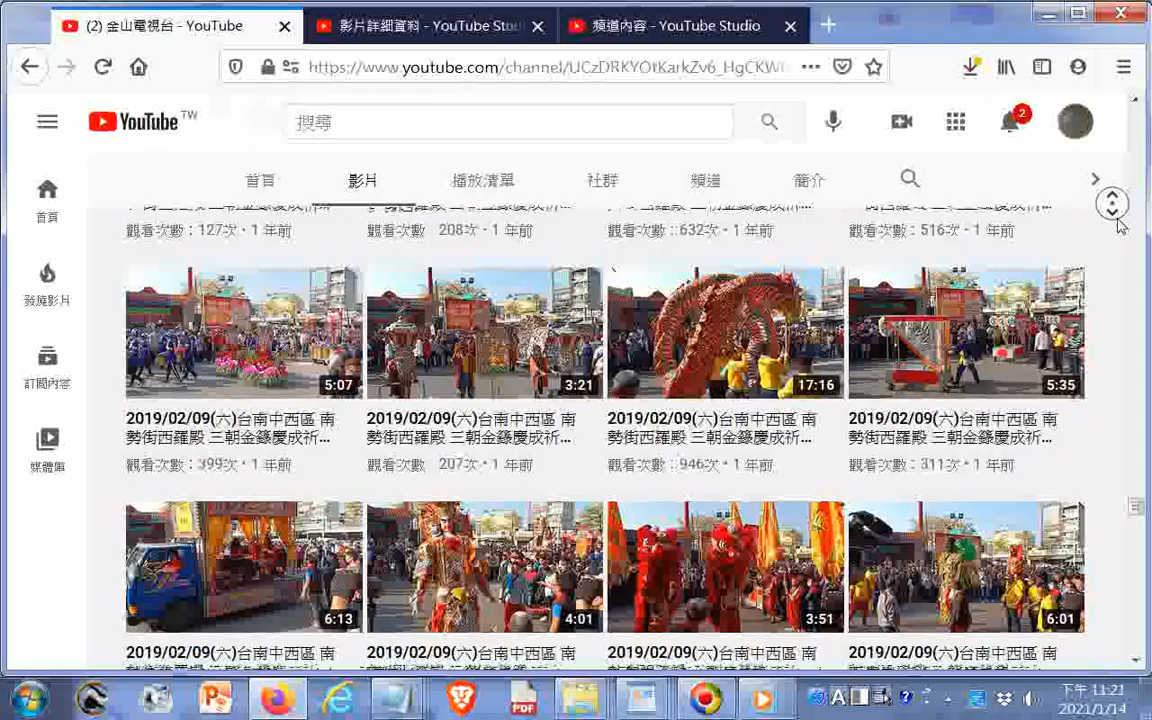 (2) 金山電視台 - YouTube
影片詳細資料 - YouTube Stu
頻道內容 - YouTube Studio
https://www.youtube.com/channel/UCzDRKYOtKarkZv6_HgCKW
YouTube TW
搜尋
2
首頁
影片
播放清單
社群
頻道
簡介
首頁
發燒影片
訂閱內容
媒體庫
觀看次數：127次・1 年前
觀看次數：208次・1 年前
觀看次數：632次・1 年前
觀看次數：516次・1 年前
5:07
3:21
17:16
5:35
2019/02/09(六)台南中西區 南
勢街西羅殿 三朝金籙慶成祈...
觀看次數：399次・1 年前
2019/02/09(六)台南中西區 南
勢街西羅殿 三朝金籙慶成祈...
觀看次數：207次・1 年前
2019/02/09(六)台南中西區 南
勢街西羅殿 三朝金籙慶成祈...
觀看次數：946次・1 年前
2019/02/09(六)台南中西區 南
勢街西羅殿 三朝金籙慶成祈...
觀看次數：311次・1 年前
6:13
4:01
3:51
6:01
2019/02/09(六)台南中西區 南
2019/02/09(六)台南中西區 南
2019/02/09(六)台南中西區 南
2019/02/09(六)台南中西區 南
PDF
A
下午 11:21
2021/1/14